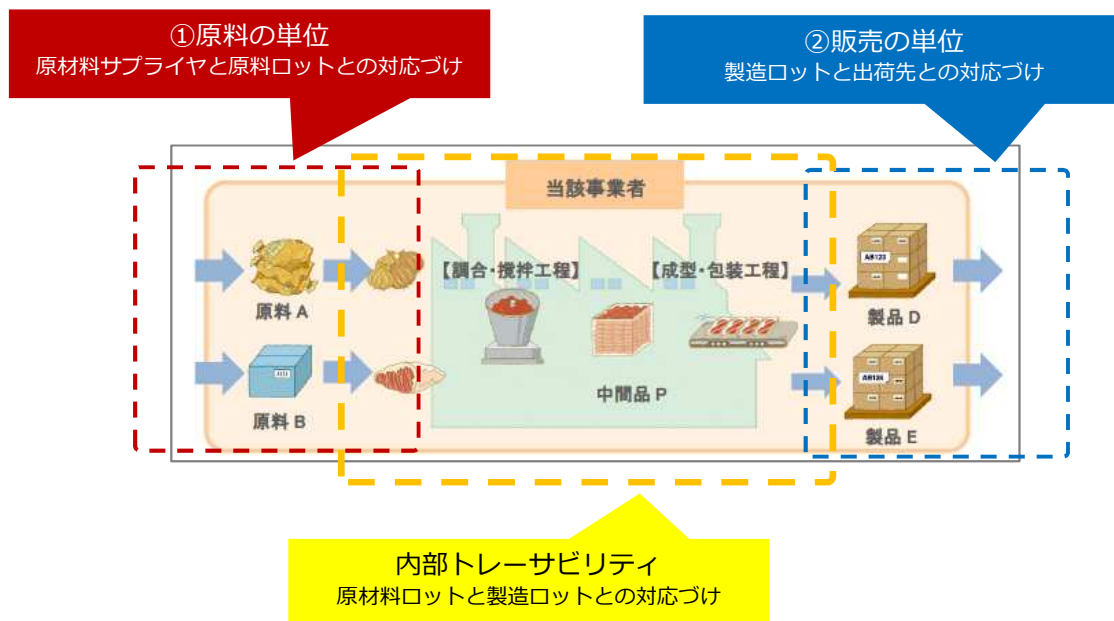 ①原料の単位
原材料サプライヤと原料ロットとの対応づけ
②販売の単位
製造ロットと出荷先との対応づけ
当該事業者
【調合・攪拌工程】
【成型・包装工程】
原料 A
AB123
製品 D
原料 B
中間品 P
AB124
製品 E
内部トレーサビリティ
原材料ロットと製造ロットとの対応づけ